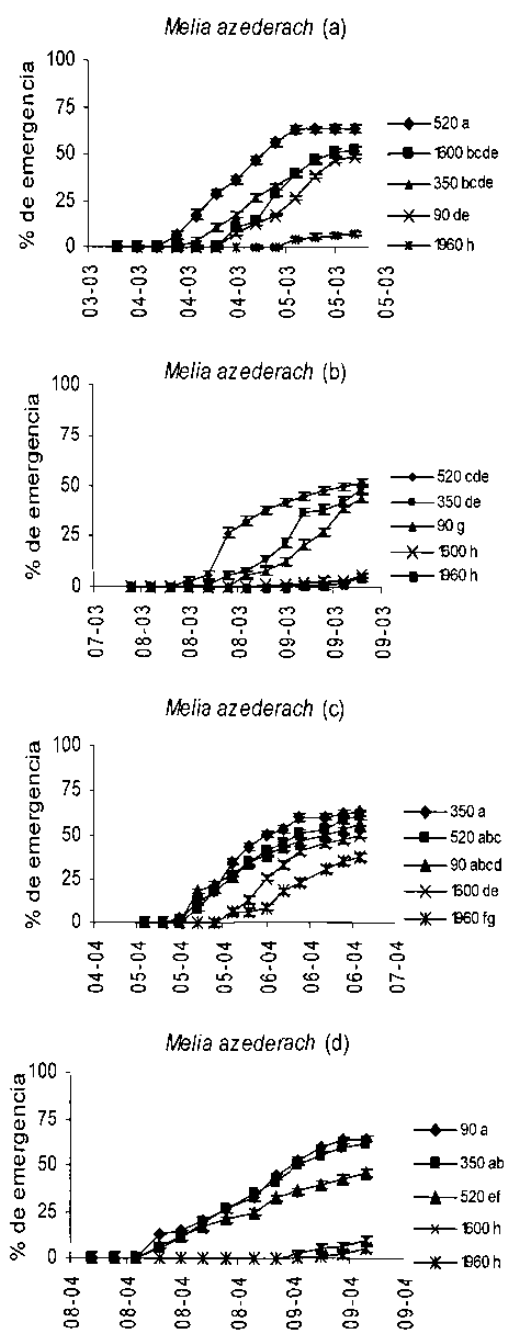 Melia azederach (a)
% de emergencia
100
75
50
25
0
520 a
1600 bcde
350 bcde
90 de
1960 h
03-03
04-03
04-03
04-03
05-03
05-03
05-03
Melia azederach (b)
% de emergencia
100
75
50
25
0
520 cde
350 de
90 g
1600 h
1960 h
07-03
08-03
08-03
08-03
09-03
09-03
09-03
Melia azederach (c)
% de emergencia
100
75
50
25
0
350 a
520 abc
90 abcd
1600 de
1960 fg
04-04
05-04
05-04
05-04
06-04
06-04
06-04
07-04
Melia azederach (d)
% de emergencia
100
75
50
25
0
90 a
350 ab
520 ef
1600 h
1960 h
08-04
08-04
08-04
08-04
09-04
09-04
09-04